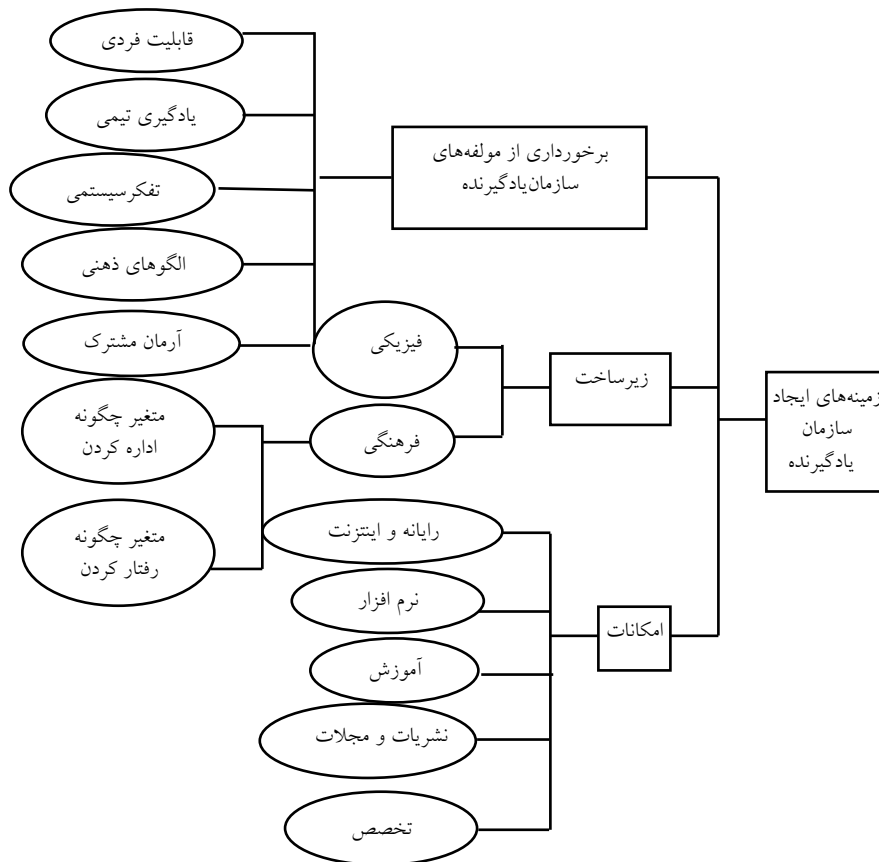 زمینه‌های ایجاد
سازمان
یادگیرنده
برخورداری از مولفه‌های
سازمان‌یادگیرنده
قابلیت فردی
یادگیری تیمی
تفکرسیستمی
الگوهای ذهنی
آرمان مشترک
زیرساخت
فیزیکی
فرهنگی
متغیر چگونه
اداره کردن
متغیر چگونه
رفتار کردن
امکانات
رایانه و اینتزنت
نرم افزار
آموزش
نشریات و مجلات
تخصص